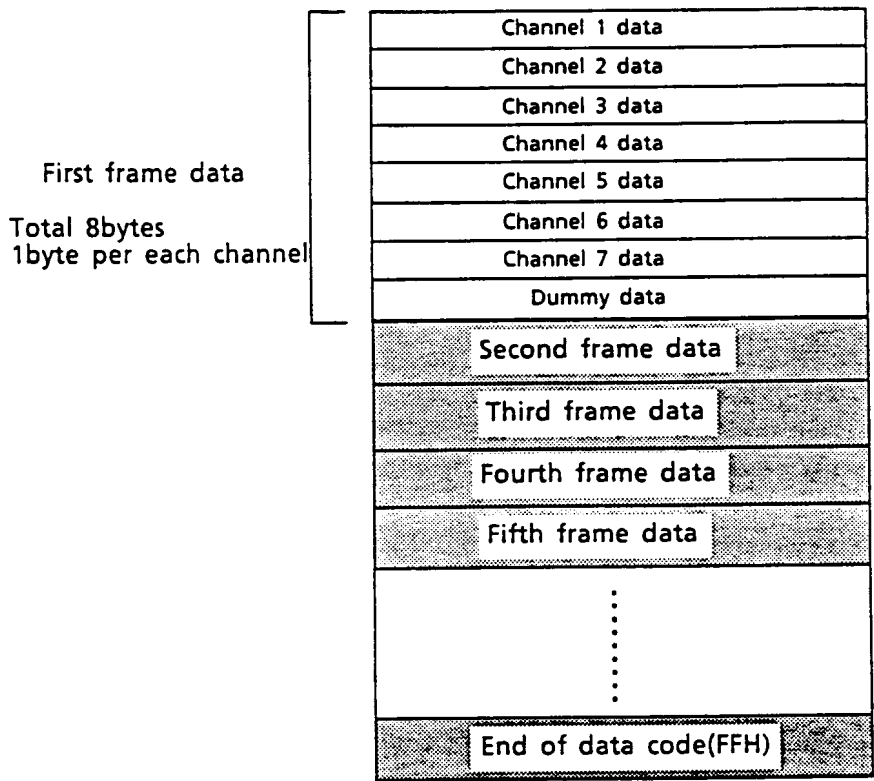 Channel 1 data
Channel 2 data
Channel 3 data
Channel 4 data
First frame data
Channel 5 data
Total 8bytes
Channel 6 data
1byte per each channel
Channel 7 data
Dummy data
Second frame data
Third frame data
Fourth frame data
Fifth frame data
End of data code(FFH)